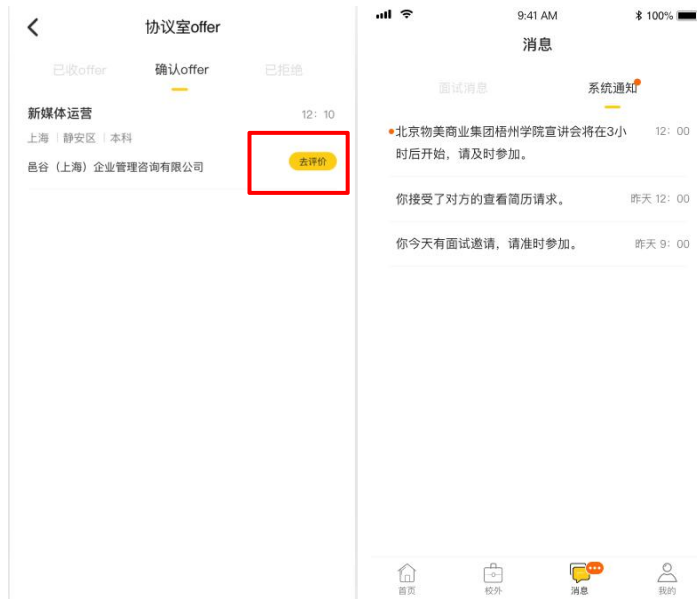 协议室offer
已收offer
确认offer
已拒绝
新媒体运营
12: 10
上海 静安区 本科
邑谷（上海）企业管理咨询有限公司
去评价
9:41 AM
100%
消息
面试消息
系统通知
北京物美商业集团梧州学院宣讲会将在3小
12: 00
时后开始，请及时参加。
你接受了对方的查看简历请求。
昨天 12: 00
你今天有面试邀请，请准时参加。
昨天 9: 00
首页
校外
消息
我的